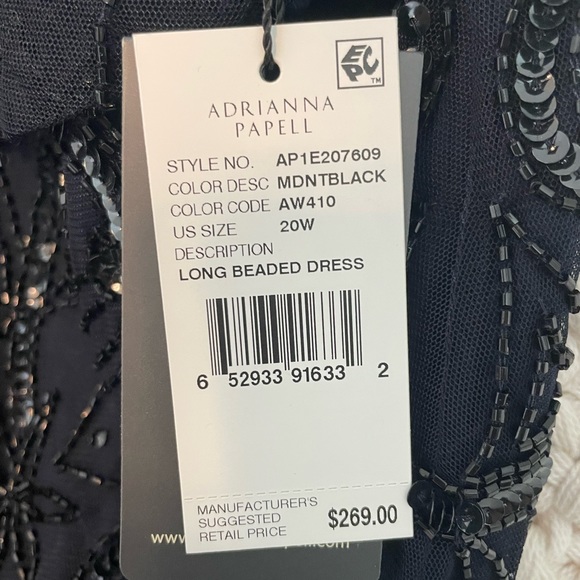 EPC™
ADRIANNA
PAPELL
STYLE NO. AP1E207609
COLOR DESC MDNTBLACK
COLOR CODE AW410
US SIZE 20W
DESCRIPTION
LONG BEADED DRESS
6 52933 91633 2
MANUFACTURER'S
SUGGESTED
RETAIL PRICE $269.00